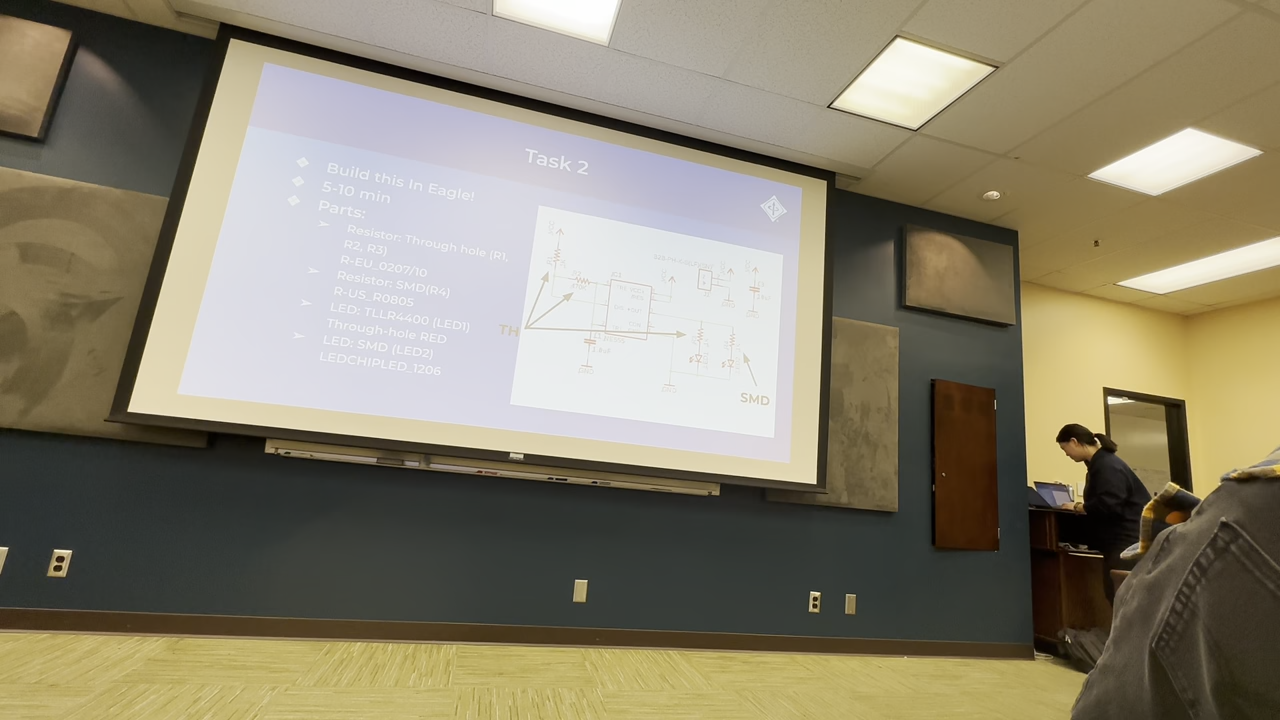 Task 2
Build this In Eagle!
5-10 min
Parts:
Resistor: Through hole (R1,
R2, R3)
R-EU_0207/10
Resistor: SMD(R4)
R-US_R0805
LED: TLLR4400 (LED1)
Through-hole RED
LED: SMD (LED2)
LEDCHIPLED_1206
TH
SMD